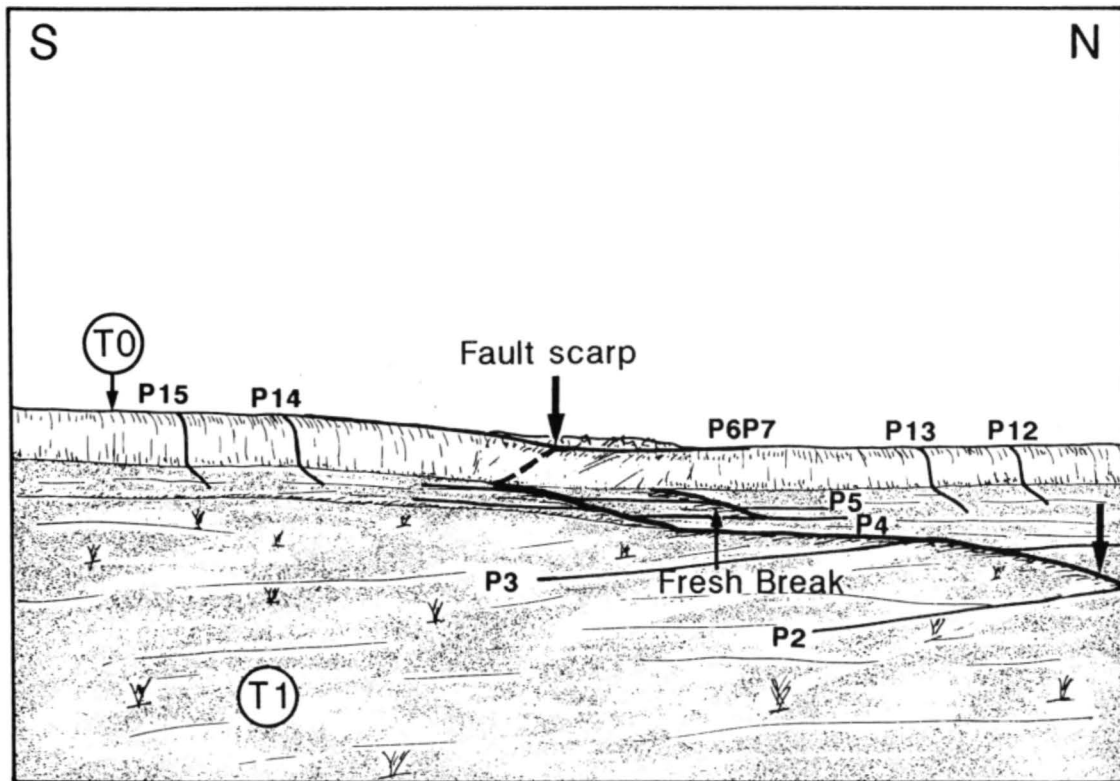 S
N
T0
Fault scarp
P15
P14
P6P7
P13
P12
P5
P4
P3
Fresh Break
P2
T1